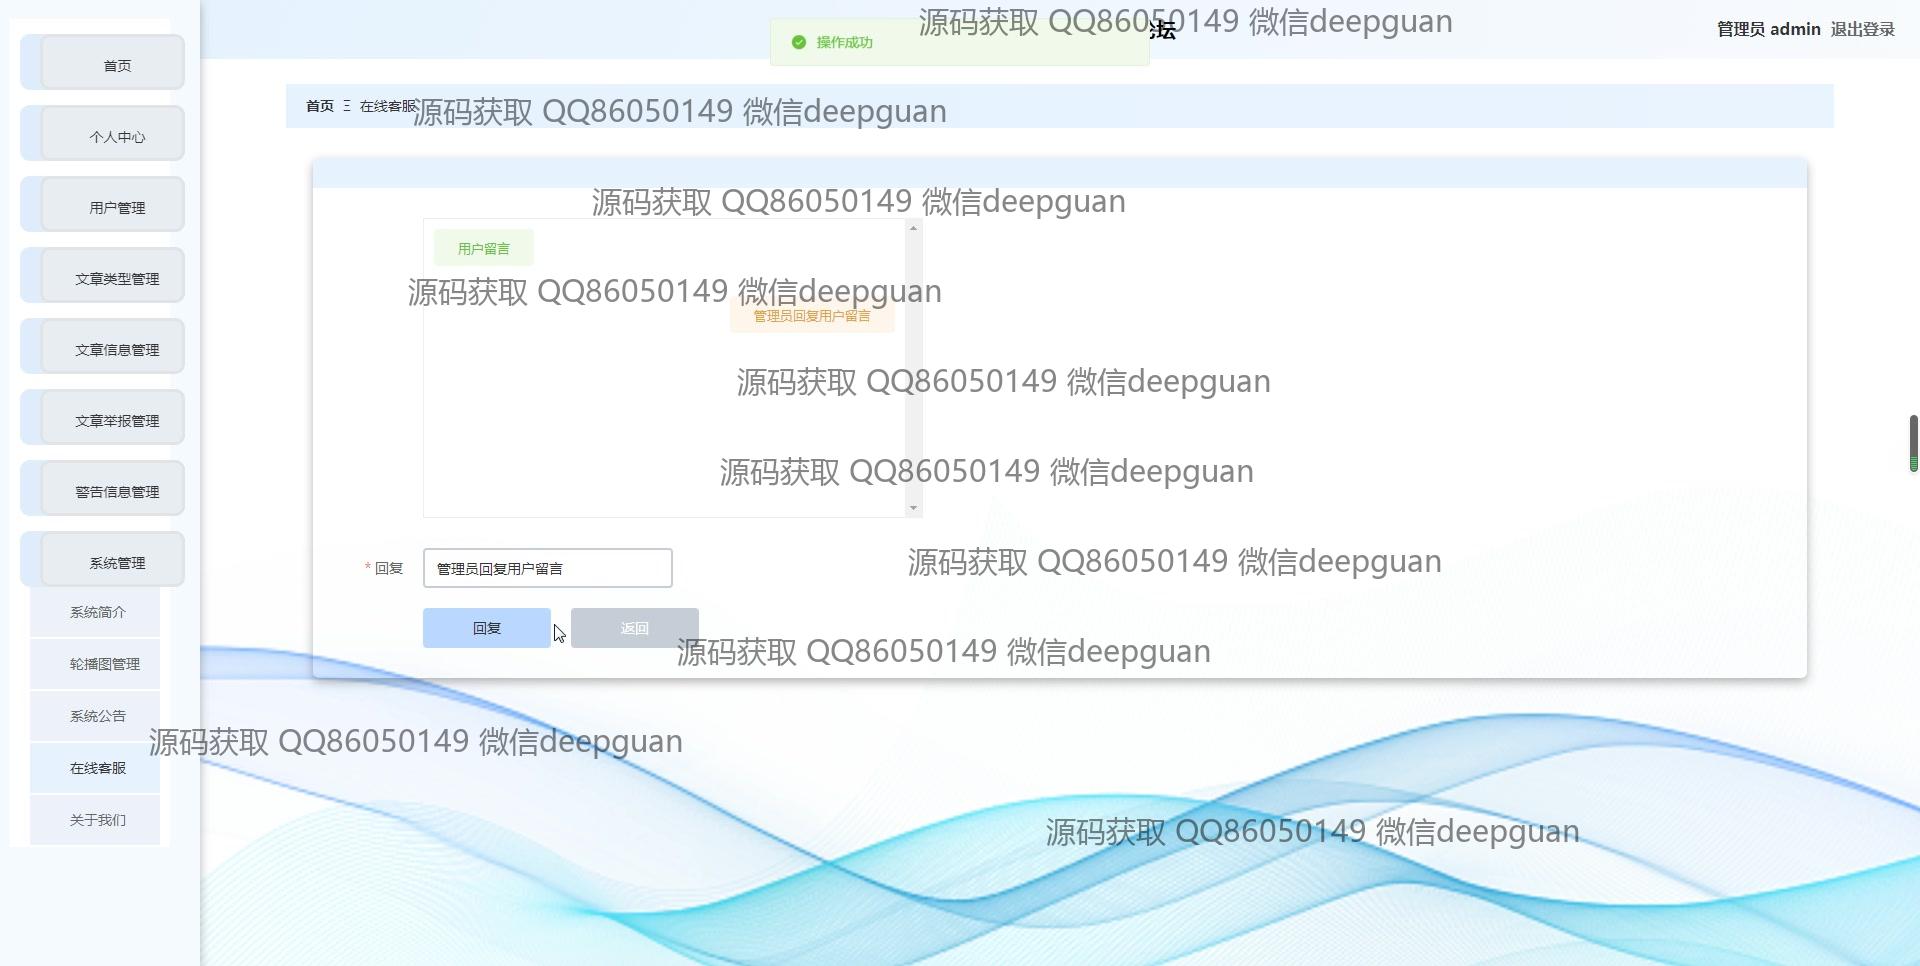 源码获取 QQ86050149 微信deepguan
坛
管理员 admin 退出登录
操作成功
首页
个人中心
用户管理
文章类型管理
文章信息管理
文章举报管理
警告信息管理
系统管理
系统简介
轮播图管理
系统公告
在线客服
关于我们
首页 Ξ 在线客服
源码获取 QQ86050149 微信deepguan
源码获取 QQ86050149 微信deepguan
用户留言
源码获取 QQ86050149 微信deepguan
管理员回复用户留言
源码获取 QQ86050149 微信deepguan
源码获取 QQ86050149 微信deepguan
源码获取 QQ86050149 微信deepguan
* 回复 管理员回复用户留言
回复 返回
源码获取 QQ86050149 微信deepguan
源码获取 QQ86050149 微信deepguan
源码获取 QQ86050149 微信deepguan